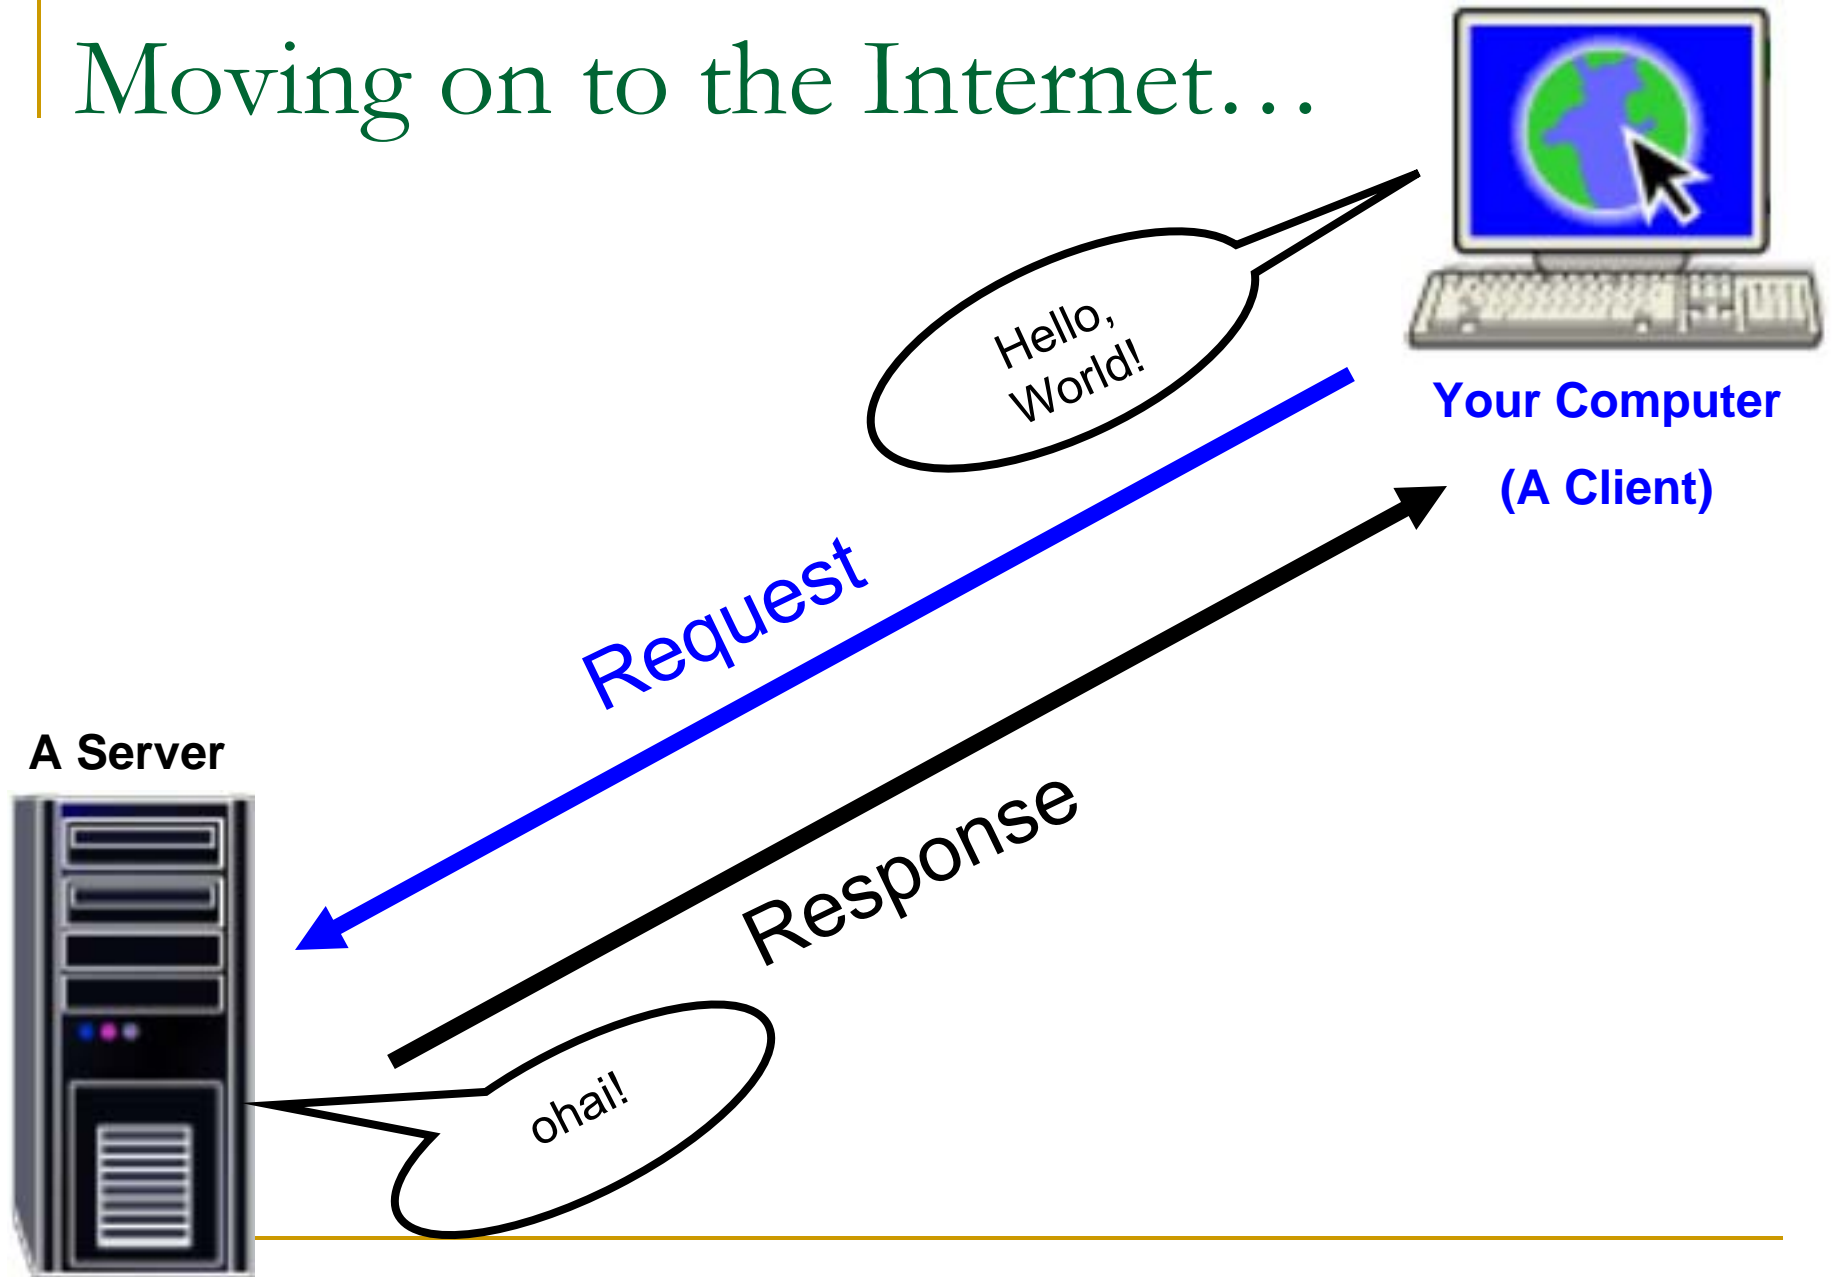 Moving on to the Internet…
Hello,
World!
Your Computer
(A Client)
Request
A Server
Response
ohai!